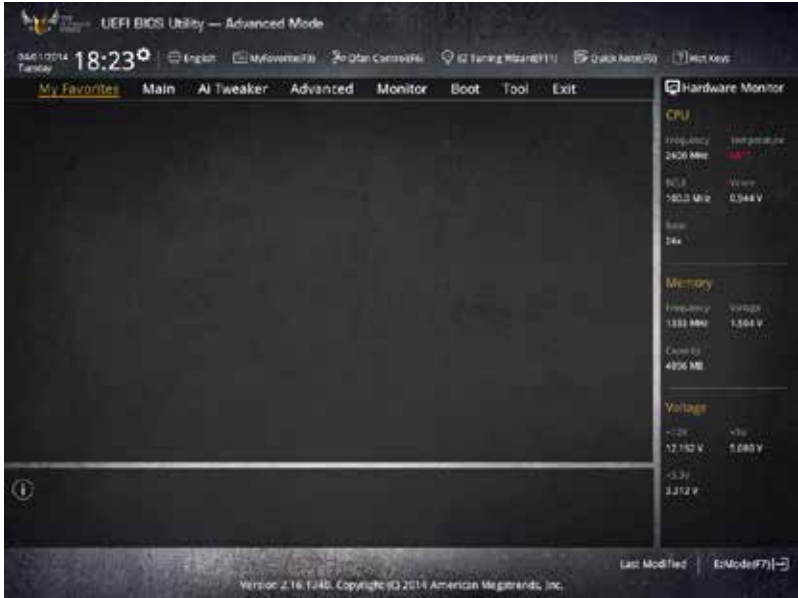 UEFI BIOS Utility — Advanced Mode
Tuesday
18:23
English
MyFavorite(F3)
Qfan Control(F6)
EZ Tuning Wizard(F11)
Quick Note(F9)
Hot Keys
My Favorites
Main
Ai Tweaker
Advanced
Monitor
Boot
Tool
Exit
Hardware Monitor
CPU
Frequency
Temperature
MHz
BCLK
Vcore
100.0 MHz
0.944 V
Ratio
Memory
Frequency
Voltage
1333 MHz
1.504 V
Capacity
4096 MB
Voltage
+12V
+5V
12.192 V
5.080 V
+3.3V
3.312 V
Last Modified
EzMode(F7)
Version 2.16.1240. Copyright (C) 2014 American Megatrends, Inc.